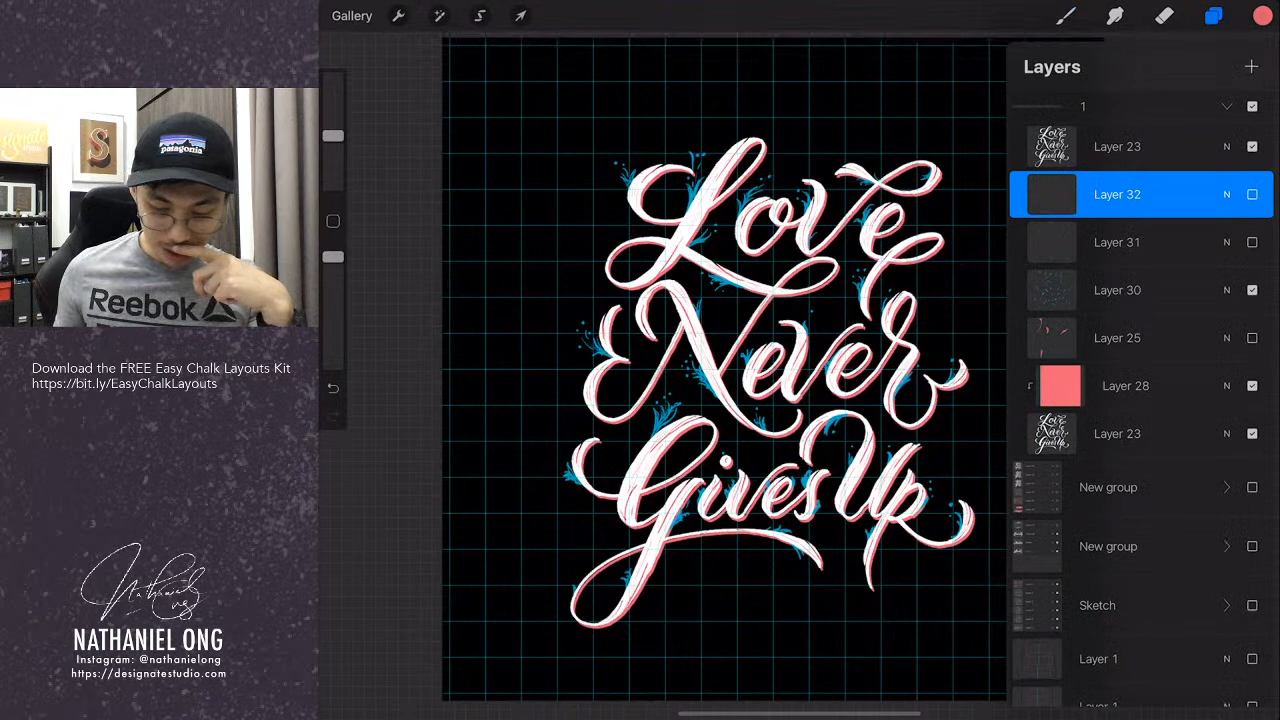 Gallery
Layers
1
Layer 23 N
Layer 32 N
Layer 31 N
Layer 30 N
Layer 25 N
Layer 28 N
Layer 23 N
New group
New group
Sketch
Layer 1 N
Layer 1
Love
Never
Gives Up
S
patagonia
Reebok
Download the FREE Easy Chalk Layouts Kit
https://bit.ly/EasyChalkLayouts
NATHANIEL ONG
Instagram: @nathanielong
https://designatestudio.com